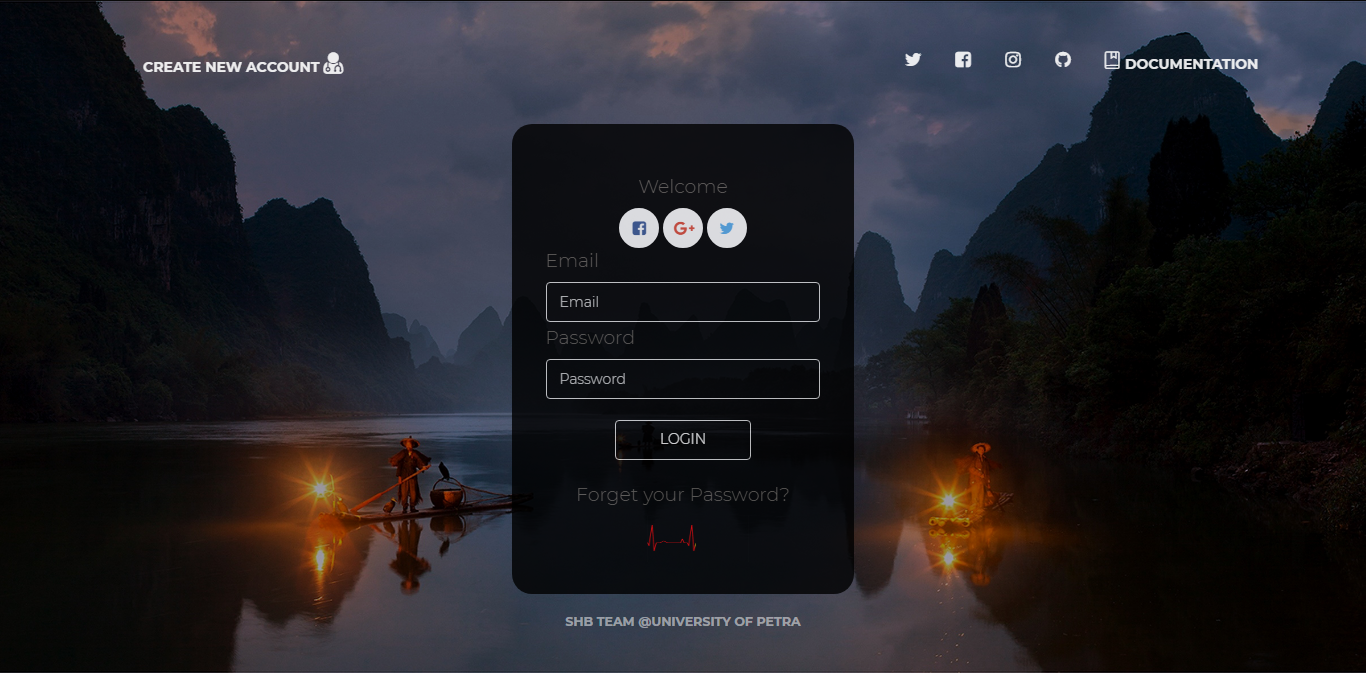 CREATE NEW ACCOUNT
DOCUMENTATION
Welcome
G+
Email
Email
Password
Password
LOGIN
Forget your Password?
SHB TEAM @UNIVERSITY OF PETRA